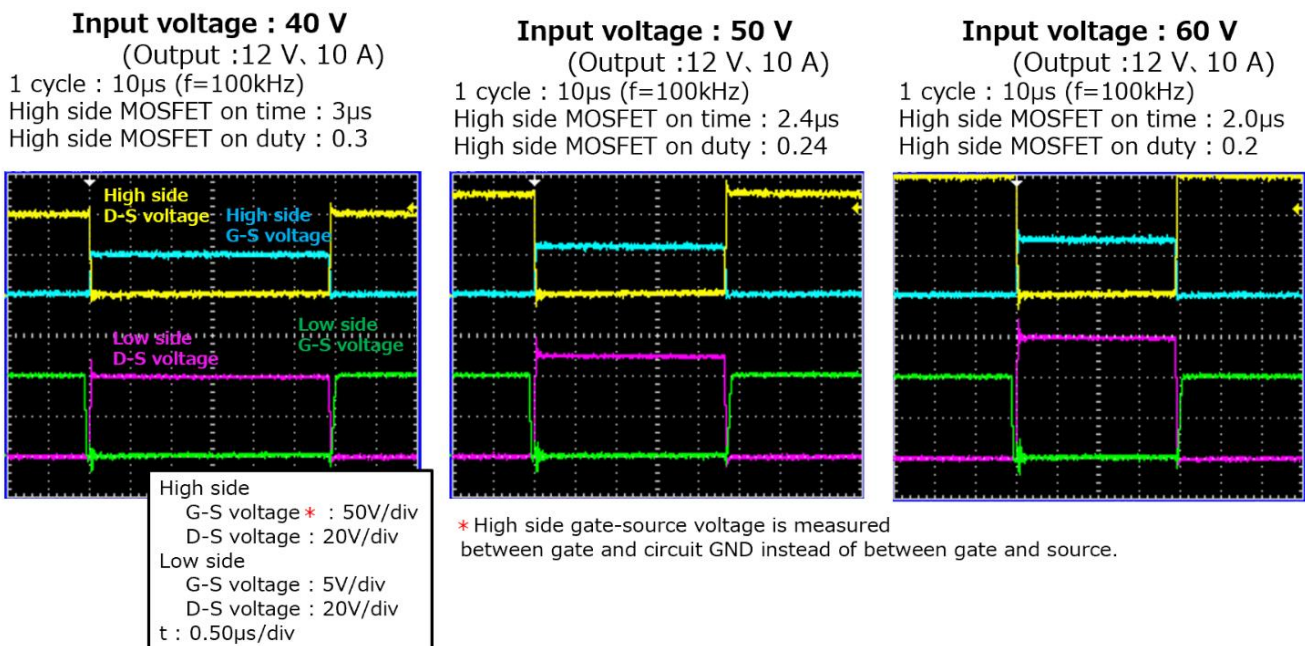 Input voltage : 40 V
(Output :12 V、10 A)
1 cycle : 10μs (f=100kHz)
High side MOSFET on time : 3μs
High side MOSFET on duty : 0.3
High side
D-S voltage
High side
G-S voltage
Low side
D-S voltage
Low side
G-S voltage
High side
G-S voltage* : 50V/div
D-S voltage : 20V/div
Low side
G-S voltage : 5V/div
D-S voltage : 20V/div
t : 0.50μs/div
Input voltage : 50 V
(Output :12 V、10 A)
1 cycle : 10μs (f=100kHz)
High side MOSFET on time : 2.4μs
High side MOSFET on duty : 0.24
Input voltage : 60 V
(Output :12 V、10 A)
1 cycle : 10μs (f=100kHz)
High side MOSFET on time : 2.0μs
High side MOSFET on duty : 0.2
* High side gate-source voltage is measured
between gate and circuit GND instead of between gate and source.